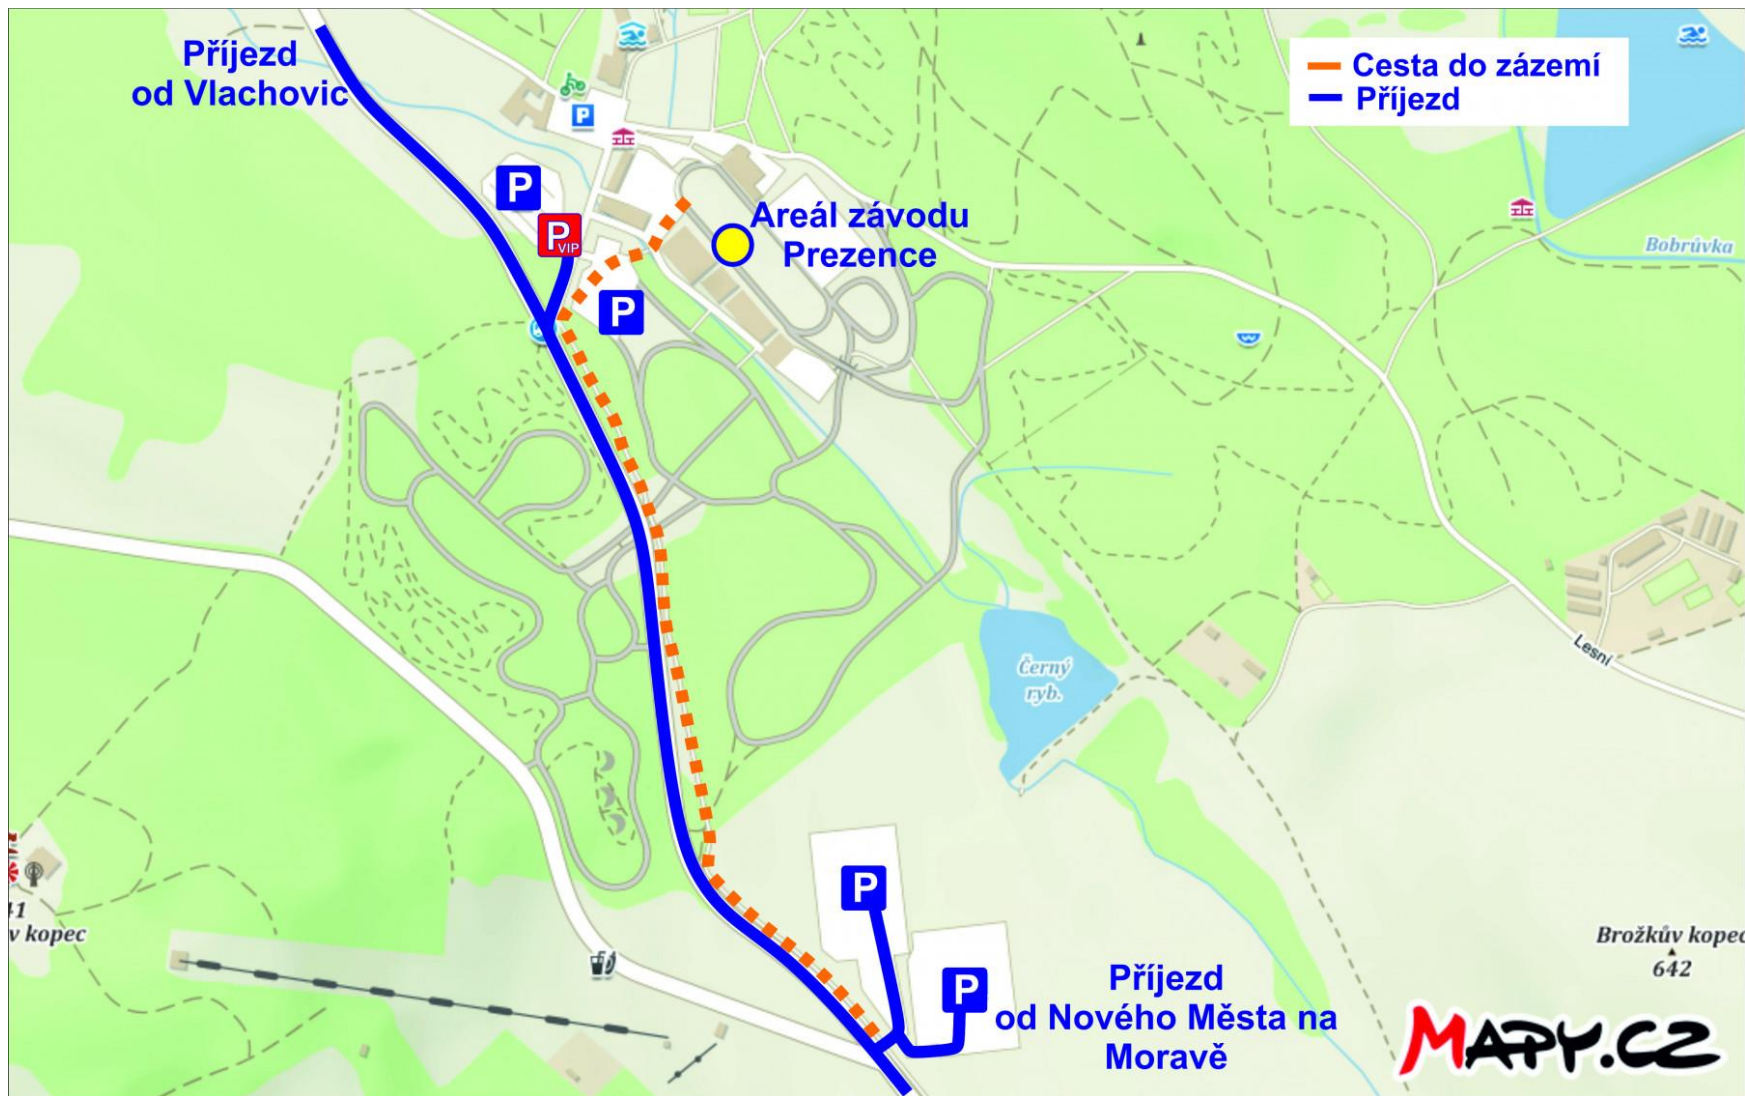 Příjezd
od Vlachovic
Cesta do zázemí
Příjezd
P
P
P
VIP
Areál závodu
Prezence
Bobrůvka
P
Lesní
Černý
ryb.
41
v kopec
P
P
Brožkův kopec
642
Příjezd
od Nového Města na
Moravě
MAPY.CZ